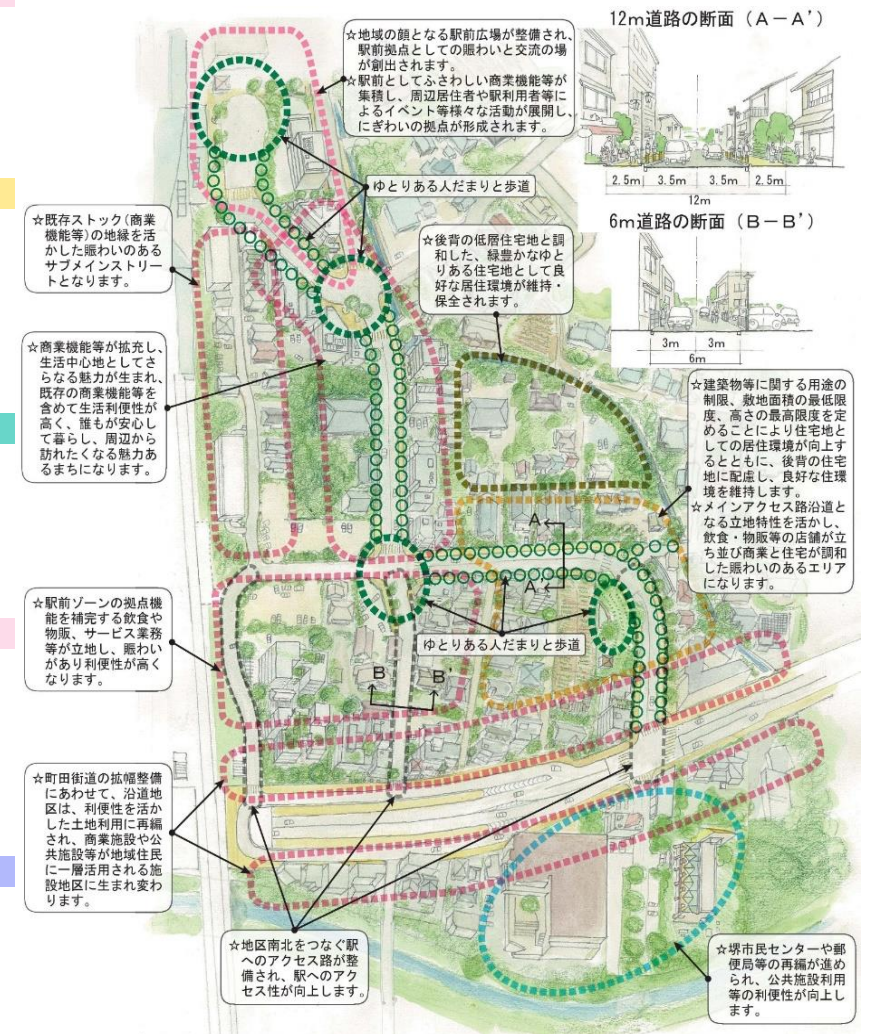 12m道路の断面（A－A’）
2.5m
3.5m
3.5m
2.5m
12m
6m道路の断面（B－B’）
3m
3m
6m
☆地域の顔となる駅前広場が整備され、
駅前拠点としての賑わいと交流の場
が創出されます。
☆駅前としてふさわしい商業機能等が
集積し、周辺居住者や駅利用者等に
よるイベント等様々な活動が展開し、
にぎわいの拠点が形成されます。
ゆとりある人だまりと歩道
☆既存ストック（商業
機能等）の地縁を活
かした賑わいのある
サブメインストリー
トとなります。
☆後背の低層住宅地と調
和した、緑豊かなゆと
りある住宅地として良
好な居住環境が維持・
保全されます。
☆商業機能等が拡充し、
生活中心地としてさ
らなる魅力が生まれ、
既存の商業機能等を
含めて生活利便性が
高く、誰もが安心し
て暮らし、周辺から
訪れたくなる魅力あ
るまちになります。
☆建築物等に関する用途の
制限、敷地面積の最低限
度、高さの最高限度を定
めることにより住宅地と
しての居住環境が向上す
るとともに、後背の住宅
地に配慮し、良好な住環
境を維持します。
☆メインアクセス路沿道と
なる立地特性を活かし、
飲食・物販等の店舗が立
ち並び商業と住宅が調和
した賑わいのあるエリア
になります。
A
A’
☆駅前ゾーンの拠点機
能を補完する飲食や
物販、サービス業務
等が立地し、賑わい
があり利便性が高く
なります。
ゆとりある人だまりと歩道
B
B’
☆町田街道の拡幅整備
にあわせて、沿道地
区は、利便性を活か
した土地利用に再編
され、商業施設や公
共施設等が地域住民
に一層活用される施
設地区に生まれ変わ
ります。
☆地区南北をつなぐ駅
へのアクセス路が整
備され、駅へのアク
セス性が向上します。
☆堺市民センターや郵
便局等の再編が進め
られ、公共施設利用
等の利便性が向上し
ます。